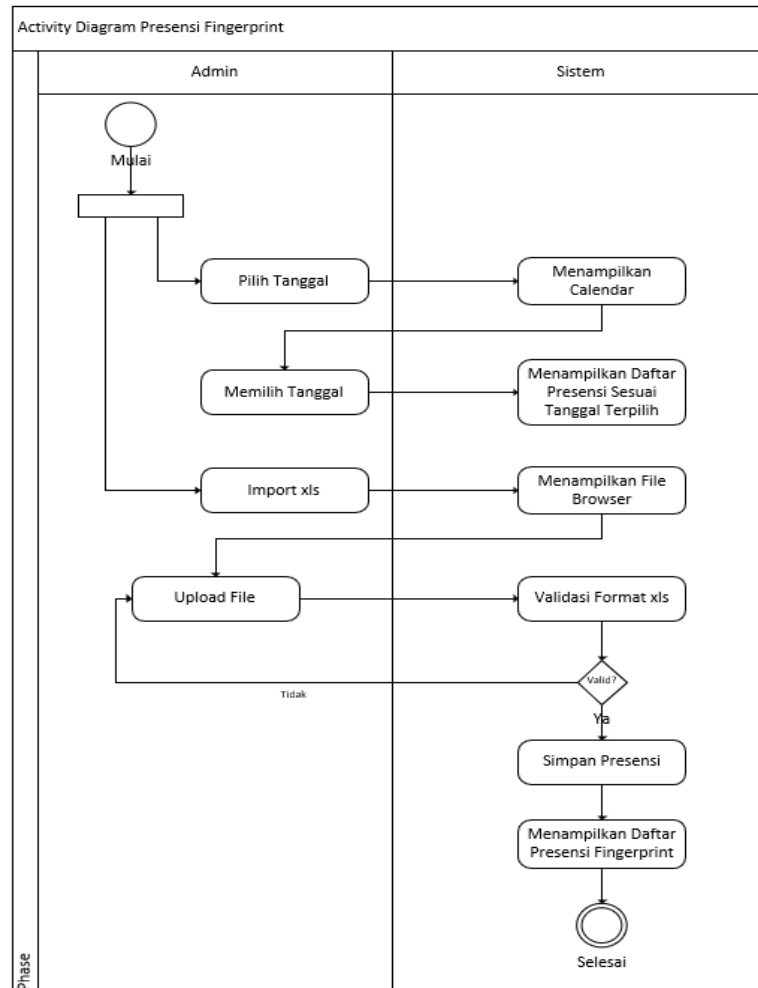 Activity Diagram Presensi Fingerprint
Admin
Sistem
Mulai
Pilih Tanggal
Menampilkan
Calendar
Memilih Tanggal
Menampilkan Daftar
Presensi Sesuai
Tanggal Terpilih
Import xls
Menampilkan File
Browser
Upload File
Validasi Format xls
Valid?
Tidak
Ya
Simpan Presensi
Menampilkan Daftar
Presensi Fingerprint
Selesai
Phase